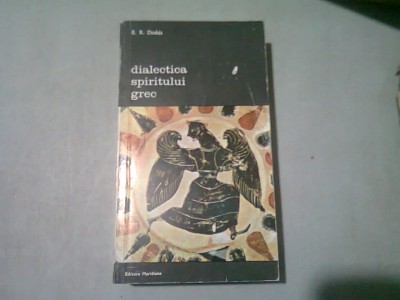 E. R. Dodds
dialectica
spiritului
grec
Editura Meridiane